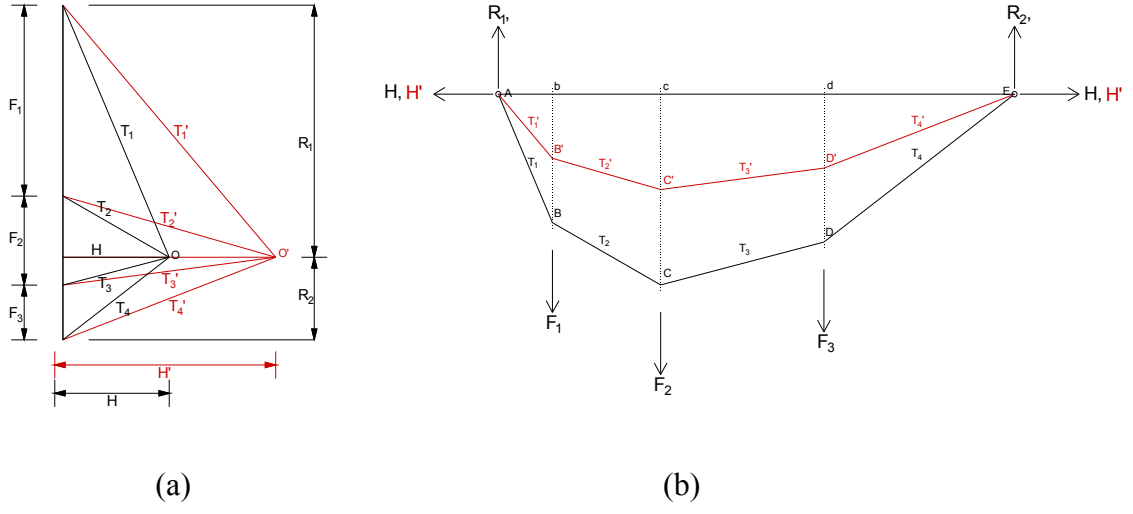 F1
F2
F3
T1
T1'
T2
T2'
H
O
O'
T3
T3'
T4
T4'
R1
R2
H'
H
(a)
R1,
R2,
H, H'
A
b
c
d
E
H, H'
T1'
T1
B'
T2'
C'
T3'
D'
T4'
T4
B
T2
C
T3
D
F1
F2
F3
(b)